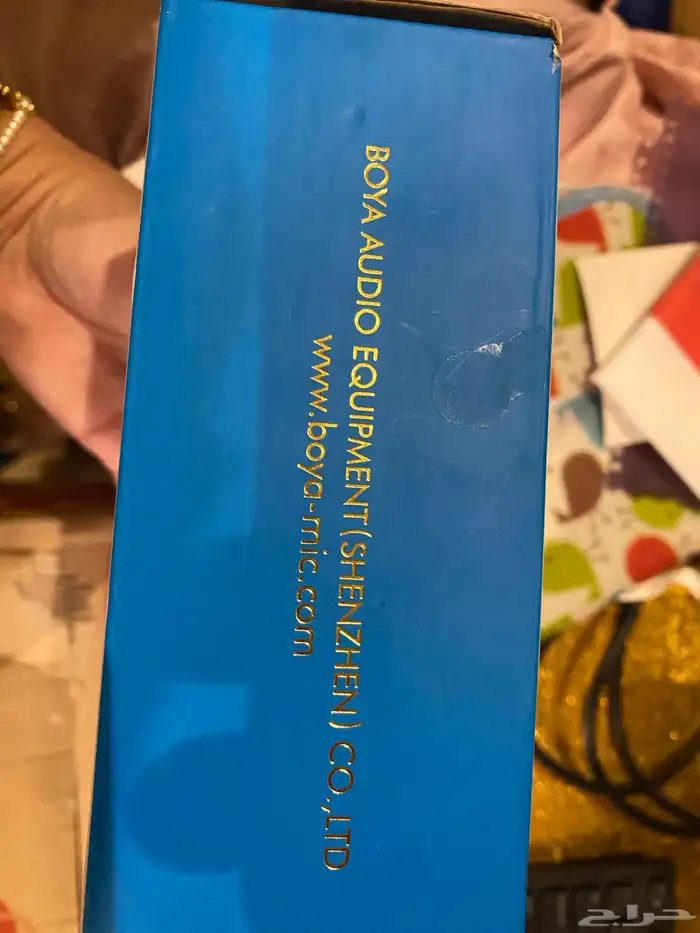 BOYA AUDIO EQUIPMENT(SHENZHEN) CO.,LTD
www.boya-mic.com
حراج